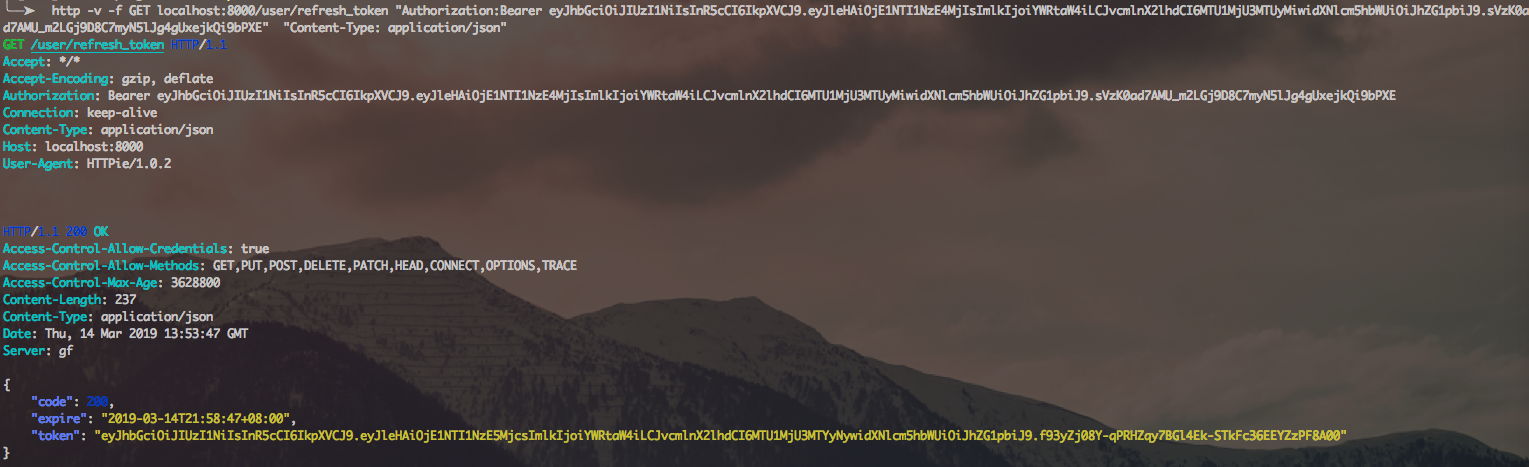 http -v -f GET localhost:8000/user/refresh_token "Authorization:Bearer eyJhbGciOiJIUzI1NiIsInR5cCI6IkpXVCJ9.eyJleHAiOjE1NTI1NzE4MjIsImlkIjoiYWRtaW4iLCJvcmlnX2lhdCI6MTU1MjU3MTUyMiwidXNlcm5hbWUiOiJhZG1pbiJ9.sVzK0a
d7AMU_m2LGj9D8C7myN5lJg4gUxejkQi9bPXE" "Content-Type: application/json"
GET /user/refresh_token HTTP/1.1
Accept: */*
Accept-Encoding: gzip, deflate
Authorization: Bearer eyJhbGciOiJIUzI1NiIsInR5cCI6IkpXVCJ9.eyJleHAiOjE1NTI1NzE4MjIsImlkIjoiYWRtaW4iLCJvcmlnX2lhdCI6MTU1MjU3MTUyMiwidXNlcm5hbWUiOiJhZG1pbiJ9.sVzK0ad7AMU_m2LGj9D8C7myN5lJg4gUxejkQi9bPXE
Connection: keep-alive
Content-Type: application/json
Host: localhost:8000
User-Agent: HTTPie/1.0.2
HTTP/1.1 200 OK
Access-Control-Allow-Credentials: true
Access-Control-Allow-Methods: GET,PUT,POST,DELETE,PATCH,HEAD,CONNECT,OPTIONS,TRACE
Access-Control-Max-Age: 3628800
Content-Length: 237
Content-Type: application/json
Date: Thu, 14 Mar 2019 13:53:47 GMT
Server: gf
{
"code": 200,
"expire": "2019-03-14T21:58:47+08:00",
"token": "eyJhbGciOiJIUzI1NiIsInR5cCI6IkpXVCJ9.eyJleHAiOjE1NTI1NzE5MjcsImlkIjoiYWRtaW4iLCJvcmlnX2lhdCI6MTU1MjU3MTYyNywidXNlcm5hbWUiOiJhZG1pbiJ9.f93yZj08Y-qPRHZqy7BGl4Ek-STkFc36EEYZzPF8A00"
}